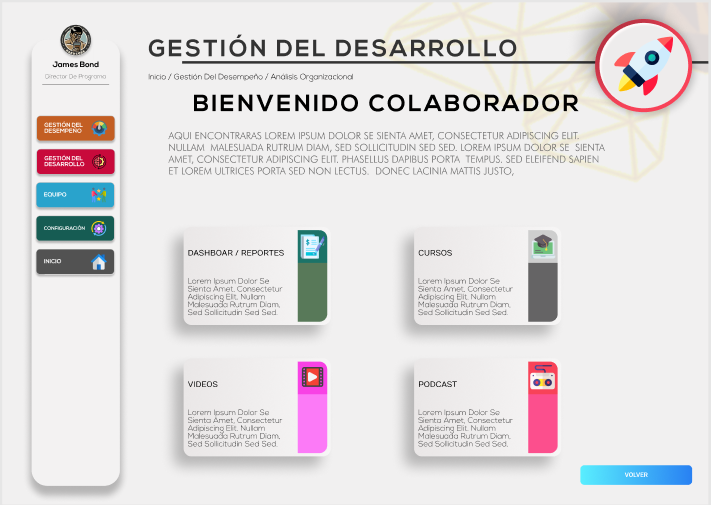 James Bond
Director De Programa
GESTIÓN DEL
DESEMPEÑO
GESTIÓN DEL
DESARROLLO
EQUIPO
CONFIGURACIÓN
INICIO
GESTIÓN DEL DESARROLLO
Inicio / Gestión Del Desempeño / Análisis Organizacional
BIENVENIDO COLABORADOR
AQUI ENCONTRARAS LOREM IPSUM DOLOR SE SIENTA AMET, CONSECTETUR ADIPISCING ELIT.
NULLAM MALESUADA RUTRUM DIAM, SED SOLLICITUDIN SED SED. LOREM IPSUM DOLOR SE SIENTA
AMET, CONSECTETUR ADIPISCING ELIT. PHASELLUS DAPIBUS PORTA TEMPUS. SED ELEIFEND SAPIEN
ET LOREM ULTRICES PORTA SED NON LECTUS. DONEC LACINIA MATTIS JUSTO,
DASHBOAR / REPORTES
Lorem Ipsum Dolor Se
Sienta Amet, Consectetur
Adipiscing Elit. Nullam
Malesuada Rutrum Diam,
Sed Sollicitudin Sed Sed.
CURSOS
Lorem Ipsum Dolor Se
Sienta Amet, Consectetur
Adipiscing Elit. Nullam
Malesuada Rutrum Diam,
Sed Sollicitudin Sed Sed.
VIDEOS
Lorem Ipsum Dolor Se
Sienta Amet, Consectetur
Adipiscing Elit. Nullam
Malesuada Rutrum Diam,
Sed Sollicitudin Sed Sed.
PODCAST
Lorem Ipsum Dolor Se
Sienta Amet, Consectetur
Adipiscing Elit. Nullam
Malesuada Rutrum Diam,
Sed Sollicitudin Sed Sed.
VOLVER